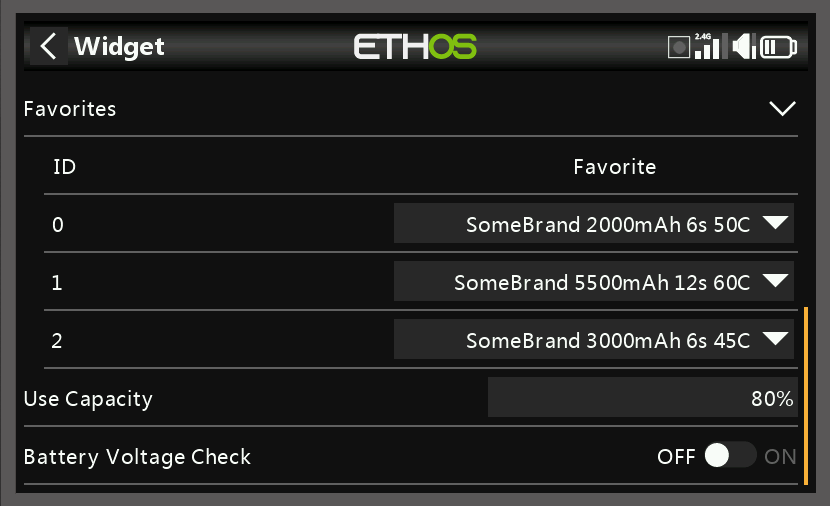 Widget
ETHOS
2.4G
Favorites
ID Favorite
0 SomeBrand 2000mAh 6s 50C
1 SomeBrand 5500mAh 12s 60C
2 SomeBrand 3000mAh 6s 45C
Use Capacity 80%
Battery Voltage Check OFF ON